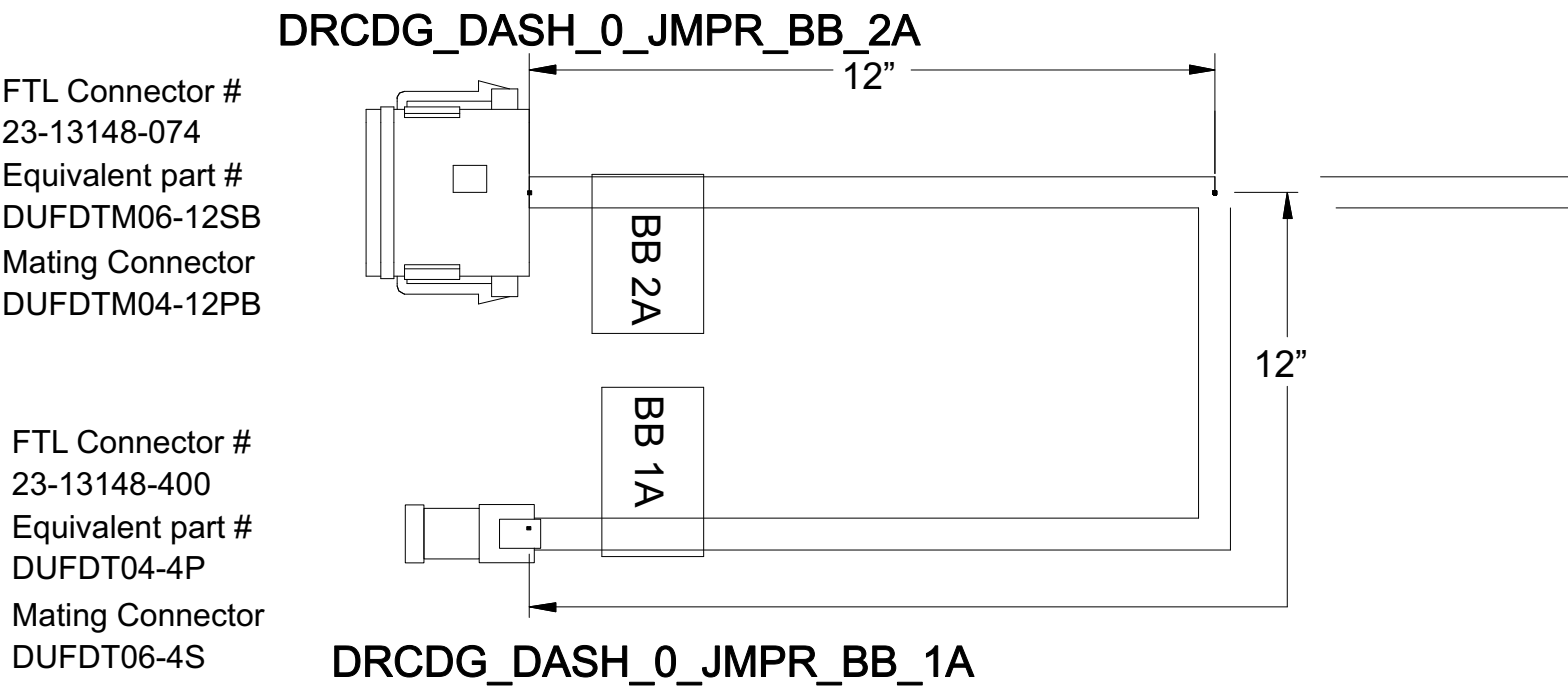 DRCDG_DASH_0_JMPR_BB_2A
12”
FTL Connector #
23-13148-074
Equivalent part #
DUFDTM06-12SB
Mating Connector
DUFDTM04-12PB
BB 2A
12”
BB 1A
FTL Connector #
23-13148-400
Equivalent part #
DUFDT04-4P
Mating Connector
DUFDT06-4S
DRCDG_DASH_0_JMPR_BB_1A